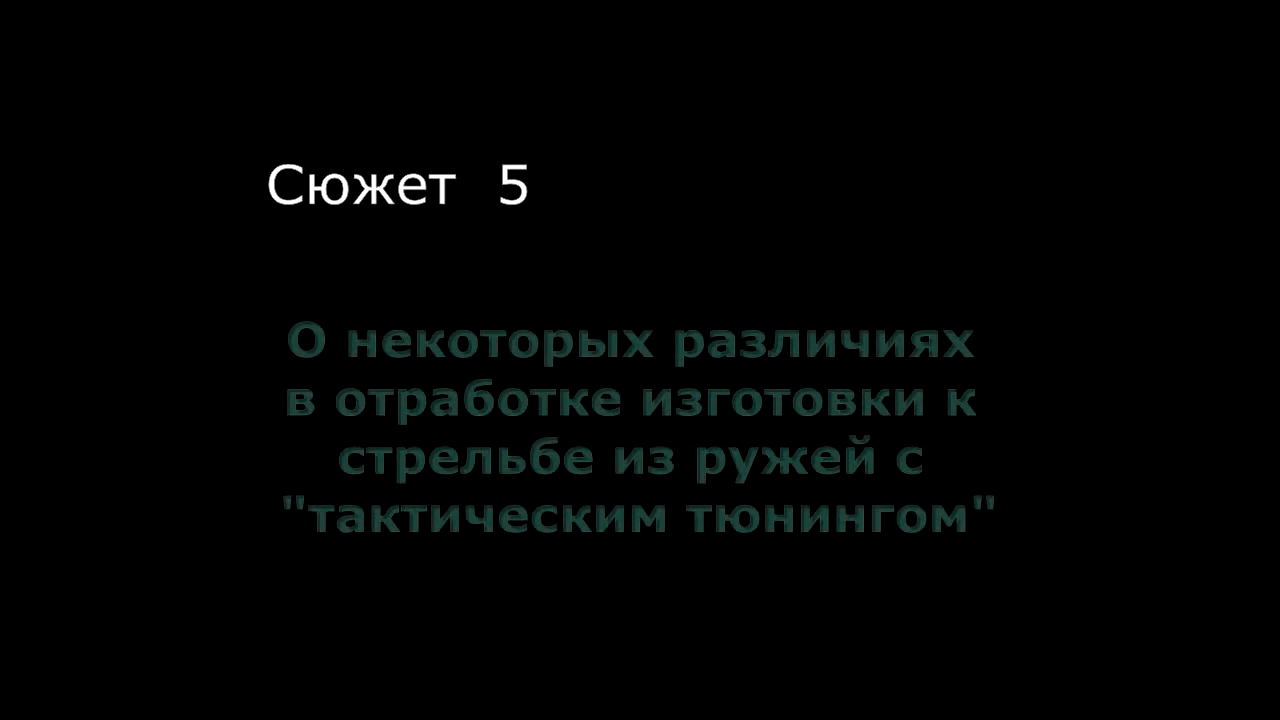 Сюжет 5
О некоторых различиях
в отработке изготовки к
стрельбе из ружей с
"тактическим тюнингом"